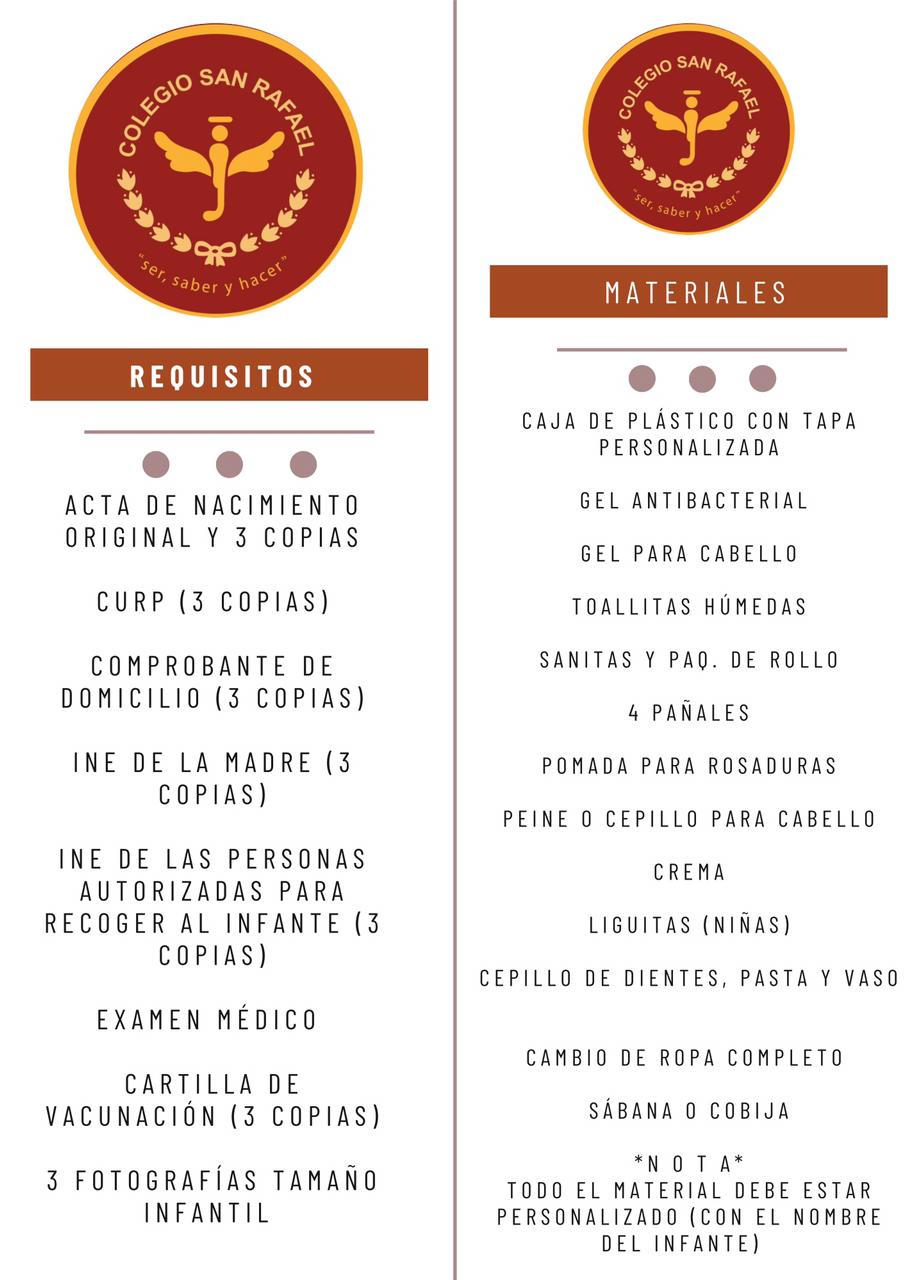 COLEGIO SAN RAFAEL
"ser, saber y hacer"
REQUISITOS
ACTA DE NACIMIENTO
ORIGINAL Y 3 COPIAS
CURP (3 COPIAS)
COMPROBANTE DE
DOMICILIO (3 COPIAS)
INE DE LA MADRE (3
COPIAS)
INE DE LAS PERSONAS
AUTORIZADAS PARA
RECOGER AL INFANTE (3
COPIAS)
EXAMEN MÉDICO
CARTILLA DE
VACUNACIÓN (3 COPIAS)
3 FOTOGRAFÍAS TAMAÑO
INFANTIL
COLEGIO SAN RAFAEL
"ser, saber y hacer"
MATERIALES
CAJA DE PLÁSTICO CON TAPA
PERSONALIZADA
GEL ANTIBACTERIAL
GEL PARA CABELLO
TOALLITAS HÚMEDAS
SANITAS Y PAQ. DE ROLLO
4 PAÑALES
POMADA PARA ROSADURAS
PEINE O CEPILLO PARA CABELLO
CREMA
LIGUITAS (NIÑAS)
CEPILLO DE DIENTES, PASTA Y VASO
CAMBIO DE ROPA COMPLETO
SÁBANA O COBIJA
*N O T A*
TODO EL MATERIAL DEBE ESTAR
PERSONALIZADO (CON EL NOMBRE
DEL INFANTE)